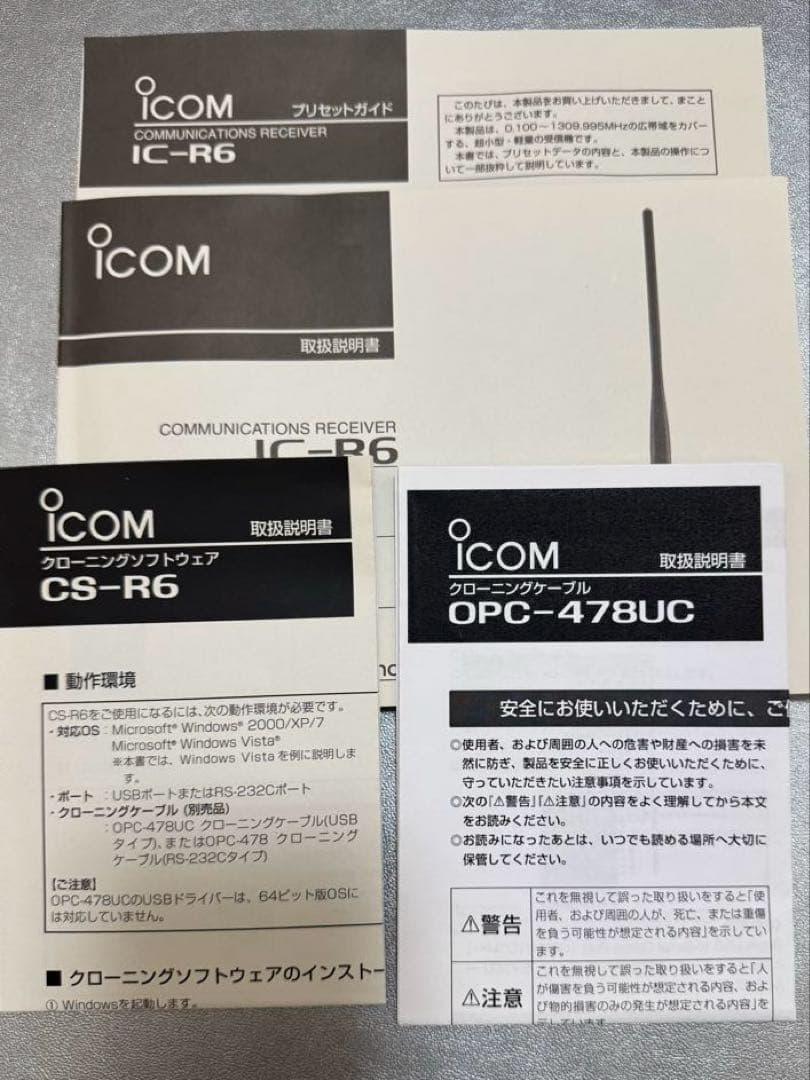 ICOM プリセットガイド
COMMUNICATIONS RECEIVER
IC-R6
このたびは、本製品をお買い上げいただきまして、まこと
にありがとうございます。
本製品は、0.100～1309.995MHzの広帯域をカバー
する、超小型・軽量の受信機です。
本書では、プリセットデータの内容と、本製品の操作につ
いて一部抜粋して説明しています。
ICOM
取扱説明書
COMMUNICATIONS RECEIVER
IC-R6
ICOM 取扱説明書
クローニングソフトウェア
CS-R6
■ 動作環境
CS-R6をご使用になるには、次の動作環境が必要です。
・対応OS：Microsoft® Windows® 2000/XP/7
Microsoft® Windows Vista®
※本書では、Windows Vistaを例に説明しま
す。
・ポート ：USBポートまたはRS-232Cポート
・クローニングケーブル (別売品)
：OPC-478UC クローニングケーブル(USB
タイプ)、またはOPC-478 クローニング
ケーブル(RS-232Cタイプ)
【ご注意】
OPC-478UCのUSBドライバーは、64ビット版OSに
は対応していません。
■ クローニングソフトウェアのインストー
① Windowsを起動します。
ICOM 取扱説明書
クローニングケーブル
OPC-478UC
安全にお使いいただくために、ご
◎使用者、および周囲の人への危害や財産への損害を未
然に防ぎ、製品を安全に正しくお使いいただくために、
守っていただきたい注意事項を示しています。
◎次の『⚠警告』『⚠注意』の内容をよく理解してから本文
をお読みください。
◎お読みになったあとは、いつでも読める場所へ大切に
保管してください。
⚠警告
これを無視して誤った取り扱いをすると「使
用者、および周囲の人が、死亡、または重傷
を負う可能性が想定される内容」を示してい
ます。
⚠注意
これを無視して誤った取り扱いをすると「人
が傷害を負う可能性が想定される内容、およ
び物的損害のみの発生が想定される内容」を
示しています